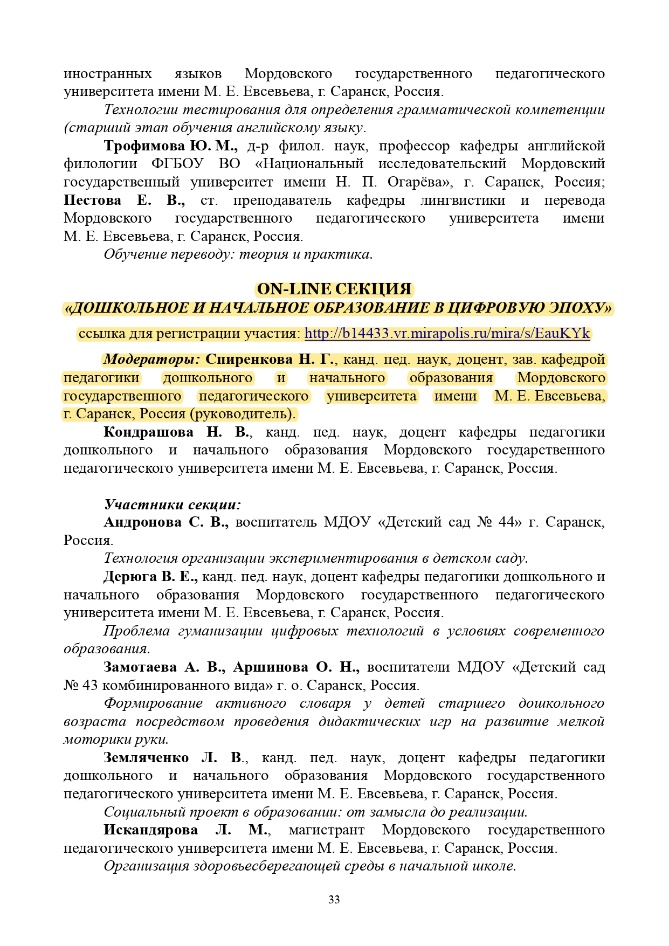 иностранных языков Мордовского государственного педагогического
университета имени М. Е. Евсевьева, г. Саранск, Россия.
Технологии тестирования для определения грамматической компетенции
(старший этап обучения английскому языку.
Трофимова Ю. М., д-р филол. наук, профессор кафедры английской
филологии ФГБОУ ВО «Национальный исследовательский Мордовский
государственный университет имени Н. П. Огарёва», г. Саранск, Россия;
Пестова Е. В., ст. преподаватель кафедры лингвистики и перевода
Мордовского государственного педагогического университета имени
М. Е. Евсевьева, г. Саранск, Россия.
Обучение переводу: теория и практика.
ON-LINE СЕКЦИЯ
«ДОШКОЛЬНОЕ И НАЧАЛЬНОЕ ОБРАЗОВАНИЕ В ЦИФРОВУЮ ЭПОХУ»
ссылка для регистрации участия: http://b14433.vr.mirapolis.ru/mira/s/EauKYk
Модераторы: Спиренкова Н. Г., канд. пед. наук, доцент, зав. кафедрой
педагогики дошкольного и начального образования Мордовского
государственного педагогического университета имени М. Е. Евсевьева,
г. Саранск, Россия (руководитель).
Кондрашова Н. В., канд. пед. наук, доцент кафедры педагогики
дошкольного и начального образования Мордовского государственного
педагогического университета имени М. Е. Евсевьева, г. Саранск, Россия.
Участники секции:
Андронова С. В., воспитатель МДОУ «Детский сад № 44» г. Саранск,
Россия.
Технология организации экспериментирования в детском саду.
Дерюга В. Е., канд. пед. наук, доцент кафедры педагогики дошкольного и
начального образования Мордовского государственного педагогического
университета имени М. Е. Евсевьева, г. Саранск, Россия.
Проблема гуманизации цифровых технологий в условиях современного
образования.
Замотаева А. В., Аршинова О. Н., воспитатели МДОУ «Детский сад
№ 43 комбинированного вида» г. о. Саранск, Россия.
Формирование активного словаря у детей старшего дошкольного
возраста посредством проведения дидактических игр на развитие мелкой
моторики руки.
Земляченко Л. В., канд. пед. наук, доцент кафедры педагогики
дошкольного и начального образования Мордовского государственного
педагогического университета имени М. Е. Евсевьева, г. Саранск, Россия.
Социальный проект в образовании: от замысла до реализации.
Искандярова Л. М., магистрант Мордовского государственного
педагогического университета имени М. Е. Евсевьева, г. Саранск, Россия.
Организация здоровьесберегающей среды в начальной школе.
33